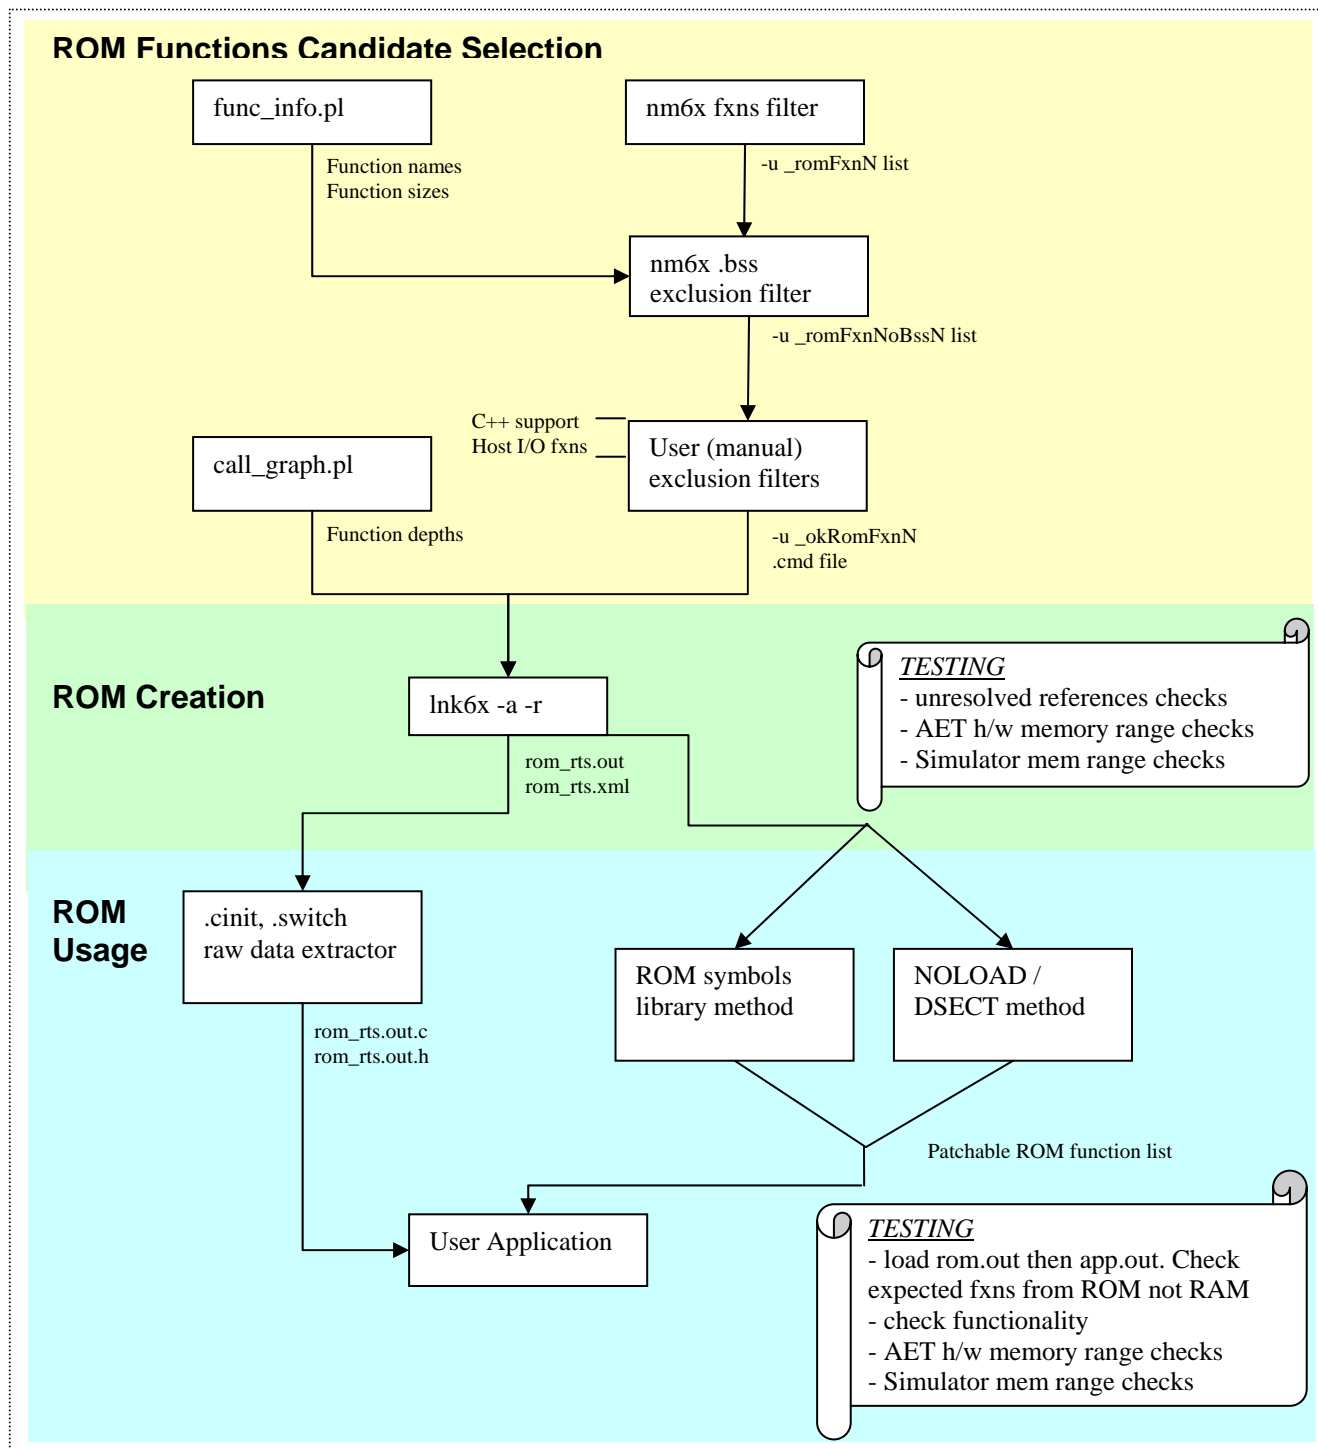 ROM Functions Candidate Selection
func_info.pl
nm6x fxns filter
Function names
Function sizes
-u _romFxnN list
nm6x .bss
exclusion filter
-u _romFxnNoBssN list
C++ support
Host I/O fxns
User (manual)
exclusion filters
call_graph.pl
Function depths
-u _okRomFxnN
.cmd file
ROM Creation
lnk6x -a -r
rom_rts.out
rom_rts.xml
TESTING
- unresolved references checks
- AET h/w memory range checks
- Simulator mem range checks
ROM
Usage
.cinit, .switch
raw data extractor
ROM symbols
library method
NOLOAD /
DSECT method
rom_rts.out.c
rom_rts.out.h
Patchable ROM function list
User Application
TESTING
- load rom.out then app.out. Check
expected fxns from ROM not RAM
- check functionality
- AET h/w memory range checks
- Simulator mem range checks